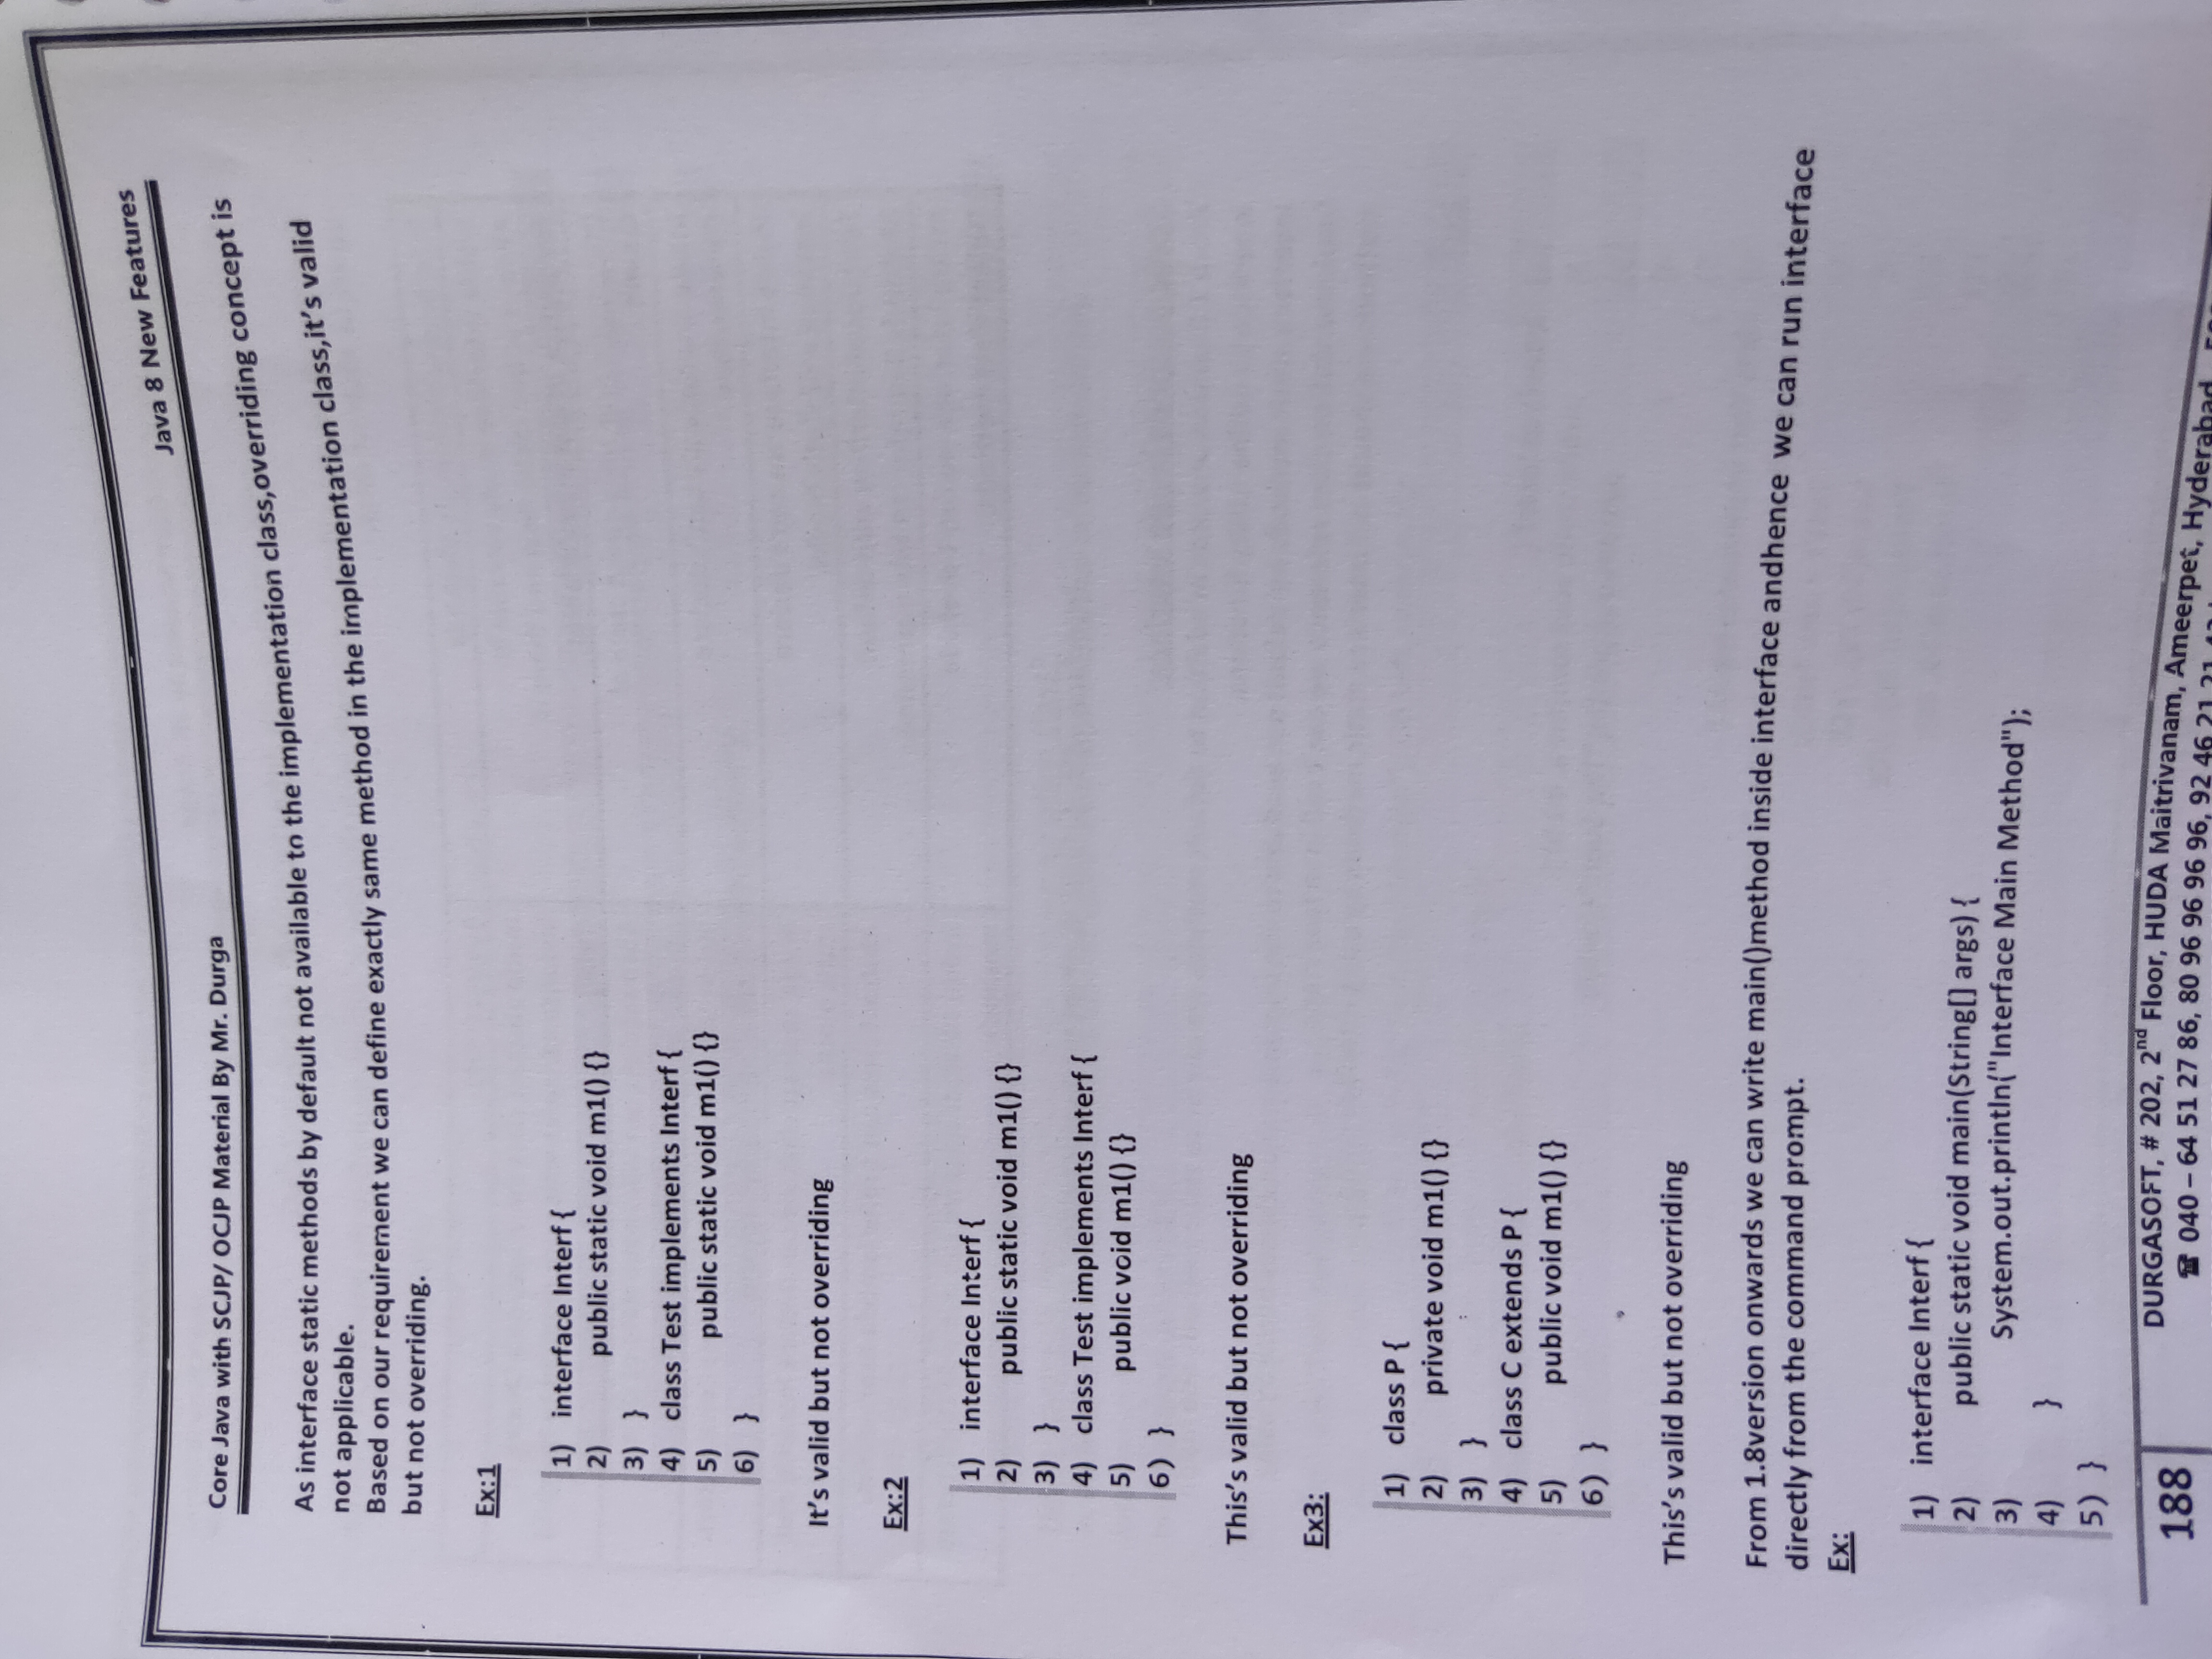 Java 8 New Features
Core Java with SCJP/ OCJP Material By Mr. Durga
As interface static methods by default not available to the implementation class,overriding concept is
not applicable.
Based on our requirement we can define exactly same method in the implementation class,it's valid
but not overriding.
Ex:1
1) interface Interf {
2) public static void m1() {}
3) }
4) class Test implements Interf {
5) public static void m1() {}
6) }
It's valid but not overriding
Ex:2
1) interface Interf {
2) public static void m1() {}
3) }
4) class Test implements Interf {
5) public void m1() {}
6) }
This's valid but not overriding
Ex3:
1) class P {
2) private void m1() {}
3) }
4) class C extends P {
5) public void m1() {}
6) }
This's valid but not overriding
From 1.8version onwards we can write main()method inside interface andhence we can run interface
directly from the command prompt.
Ex:
1) interface Interf {
2) public static void main(String[] args) {
3) System.out.println("Interface Main Method");
4) }
5) }
188
DURGASOFT, # 202, 2nd Floor, HUDA Maitrivanam, Ameerpet, Hyderabad
☎ 040 – 64 51 27 86, 80 96 96 96 96, 92 46 21 21